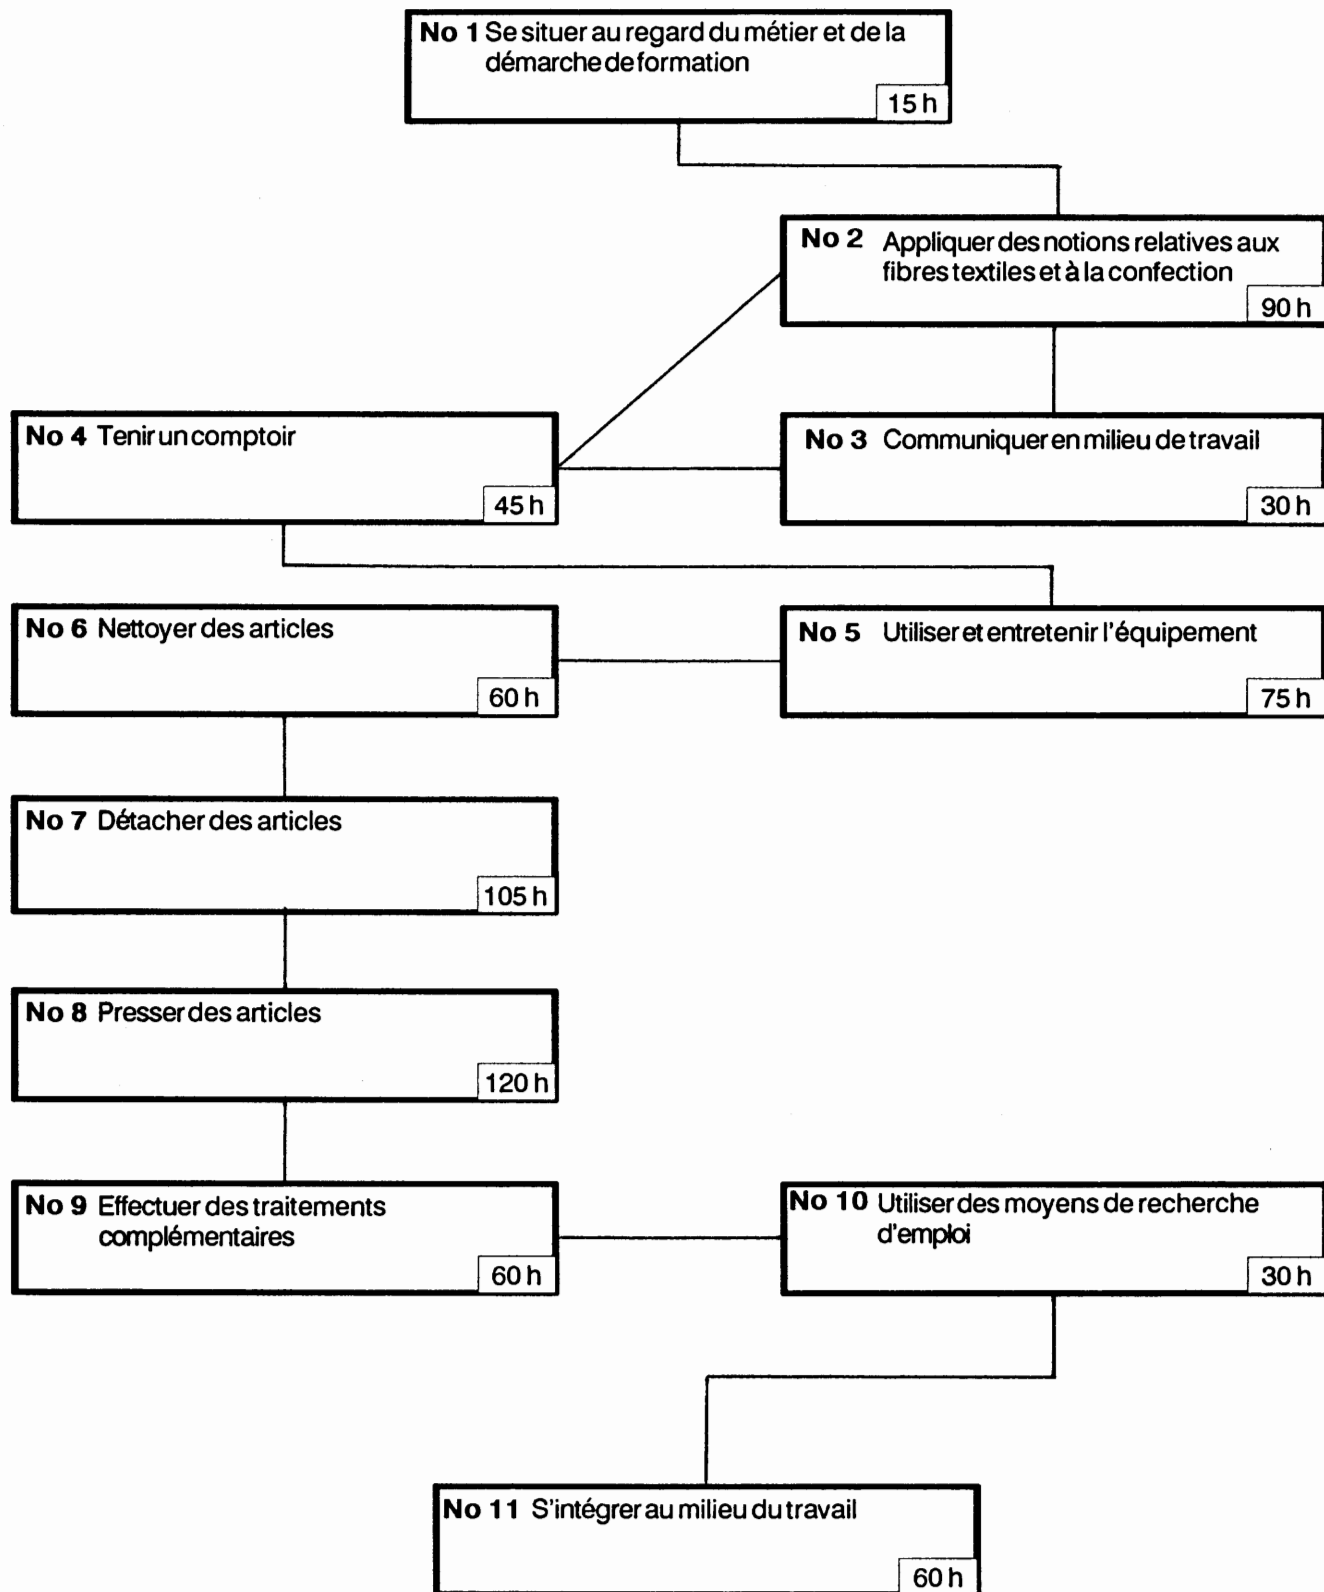 No 1 Se situer au regard du métier et de la
démarche de formation
15 h
No 2 Appliquer des notions relatives aux
fibres textiles et à la confection
90 h
No 4 Tenir un comptoir
45 h
No 3 Communiquer en milieu de travail
30 h
No 6 Nettoyer des articles
60 h
No 5 Utiliser et entretenir l'équipement
75 h
No 7 Détacher des articles
105 h
No 8 Presser des articles
120 h
No 9 Effectuer des traitements
complémentaires
60 h
No 10 Utiliser des moyens de recherche
d'emploi
30 h
No 11 S'intégrer au milieu du travail
60 h